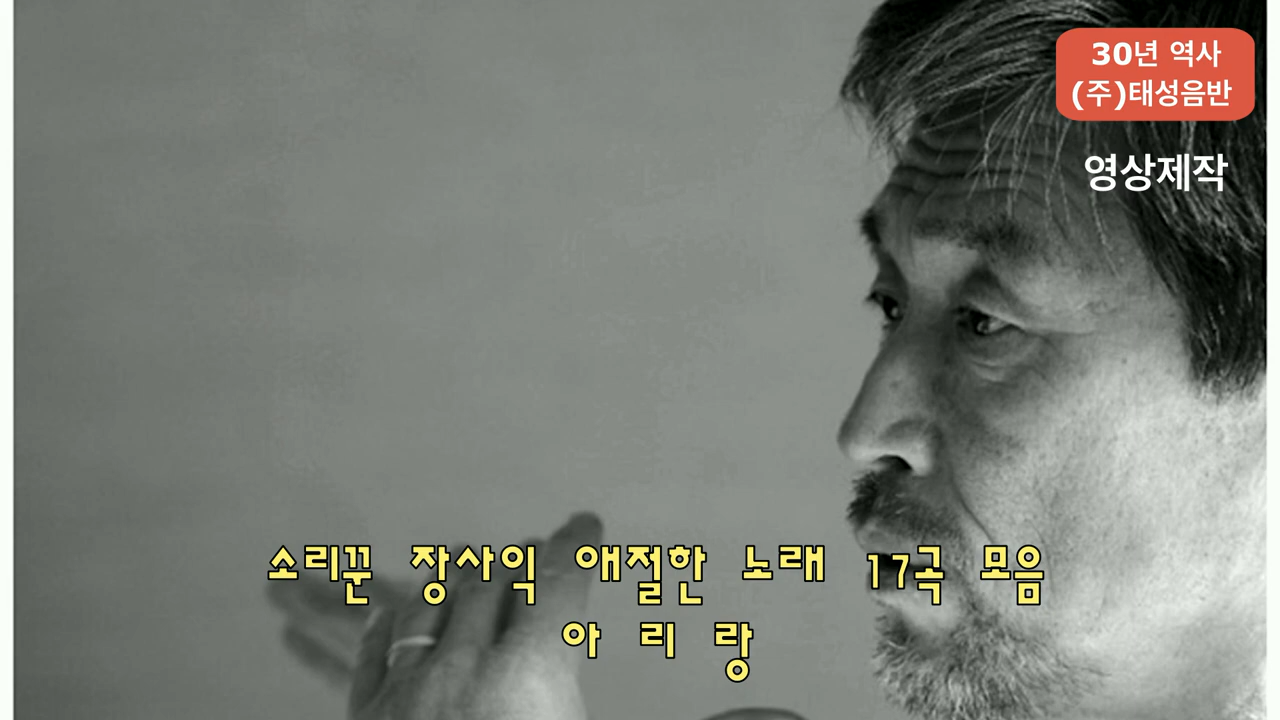 30년 역사
(주)태성음반
영상제작
소리꾼 장사익 애절한 노래 17곡 모음
아 리 랑